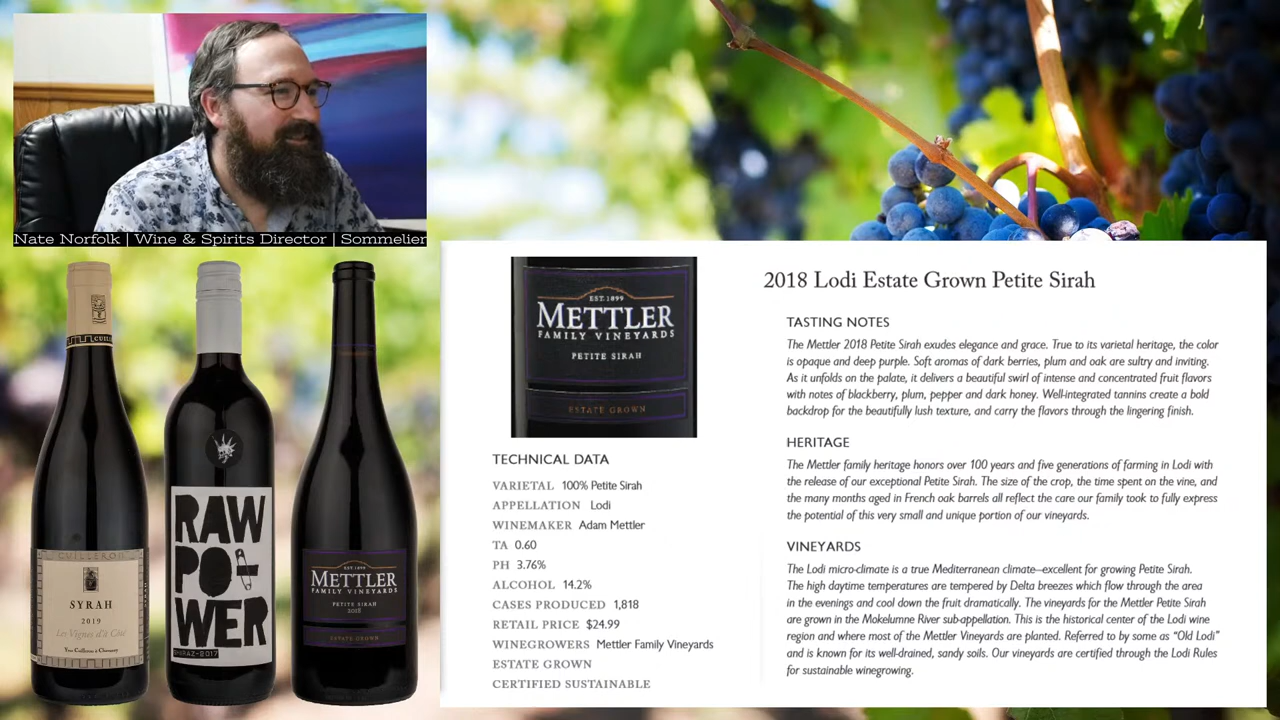 Nate Norfolk | Wine & Spirits Director | Sommelier
CUILLERON
SYRAH
2019
Les Vignes d'à Côté
Yves Cuilleron à Chavanay
RAW
PO
WER
SHIRAZ-2017
EST. 1899
METTLER
FAMILY VINEYARDS
PETITE SIRAH
2018
ESTATE GROWN
EST. 1899
METTLER
FAMILY VINEYARDS
PETITE SIRAH
ESTATE GROWN
TECHNICAL DATA
VARIETAL 100% Petite Sirah
APPELLATION Lodi
WINEMAKER Adam Mettler
TA 0.60
PH 3.76%
ALCOHOL 14.2%
CASES PRODUCED 1,818
RETAIL PRICE $24.99
WINEGROWERS Mettler Family Vineyards
ESTATE GROWN
CERTIFIED SUSTAINABLE
2018 Lodi Estate Grown Petite Sirah
TASTING NOTES
The Mettler 2018 Petite Sirah exudes elegance and grace. True to its varietal heritage, the color
is opaque and deep purple. Soft aromas of dark berries, plum and oak are sultry and inviting.
As it unfolds on the palate, it delivers a beautiful swirl of intense and concentrated fruit flavors
with notes of blackberry, plum, pepper and dark honey. Well-integrated tannins create a bold
backdrop for the beautifully lush texture, and carry the flavors through the lingering finish.
HERITAGE
The Mettler family heritage honors over 100 years and five generations of farming in Lodi with
the release of our exceptional Petite Sirah. The size of the crop, the time spent on the vine, and
the many months aged in French oak barrels all reflect the care our family took to fully express
the potential of this very small and unique portion of our vineyards.
VINEYARDS
The Lodi micro-climate is a true Mediterranean climate—excellent for growing Petite Sirah.
The high daytime temperatures are tempered by Delta breezes which flow through the area
in the evenings and cool down the fruit dramatically. The vineyards for the Mettler Petite Sirah
are grown in the Mokelumne River sub-appellation. This is the historical center of the Lodi wine
region and where most of the Mettler Vineyards are planted. Referred to by some as “Old Lodi”
and is known for its well-drained, sandy soils. Our vineyards are certified through the Lodi Rules
for sustainable winegrowing.